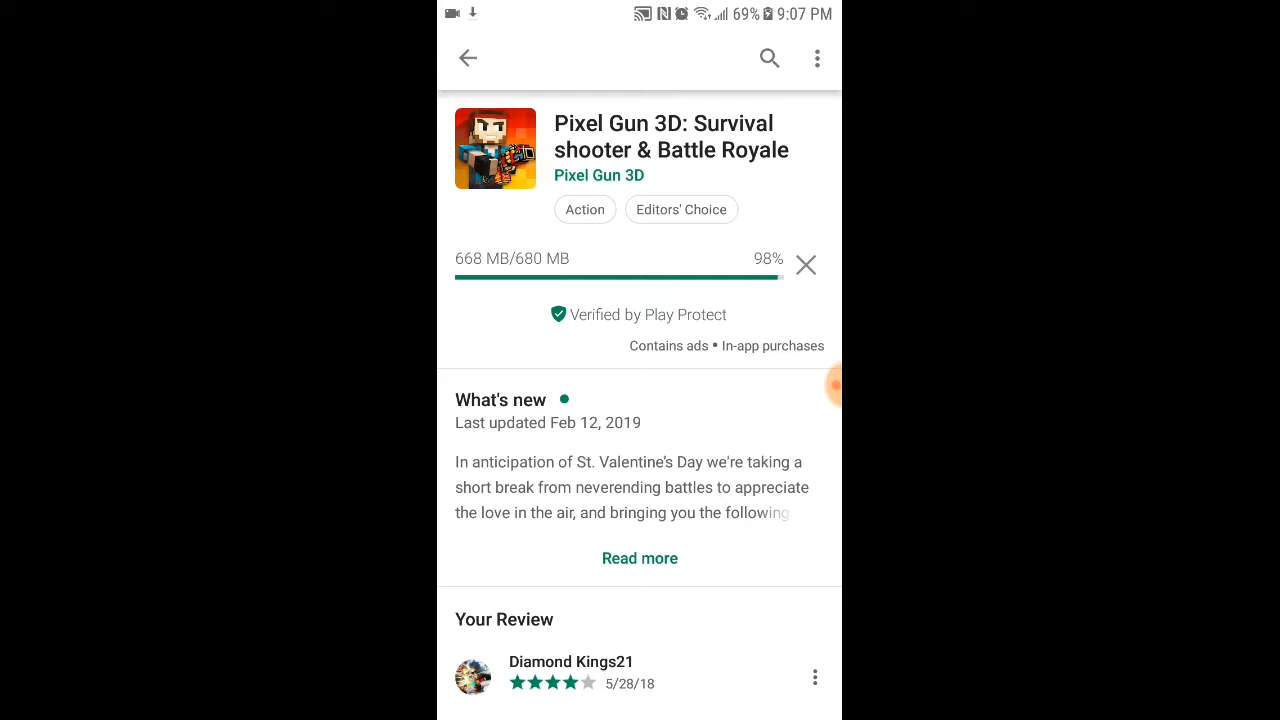 69% 9:07 PM
Pixel Gun 3D: Survival
shooter & Battle Royale
Pixel Gun 3D
Action Editors' Choice
668 MB/680 MB 98%
Verified by Play Protect
Contains ads • In-app purchases
What's new
Last updated Feb 12, 2019
In anticipation of St. Valentine’s Day we're taking a
short break from neverending battles to appreciate
the love in the air, and bringing you the following
Read more
Your Review
Diamond Kings21
5/28/18